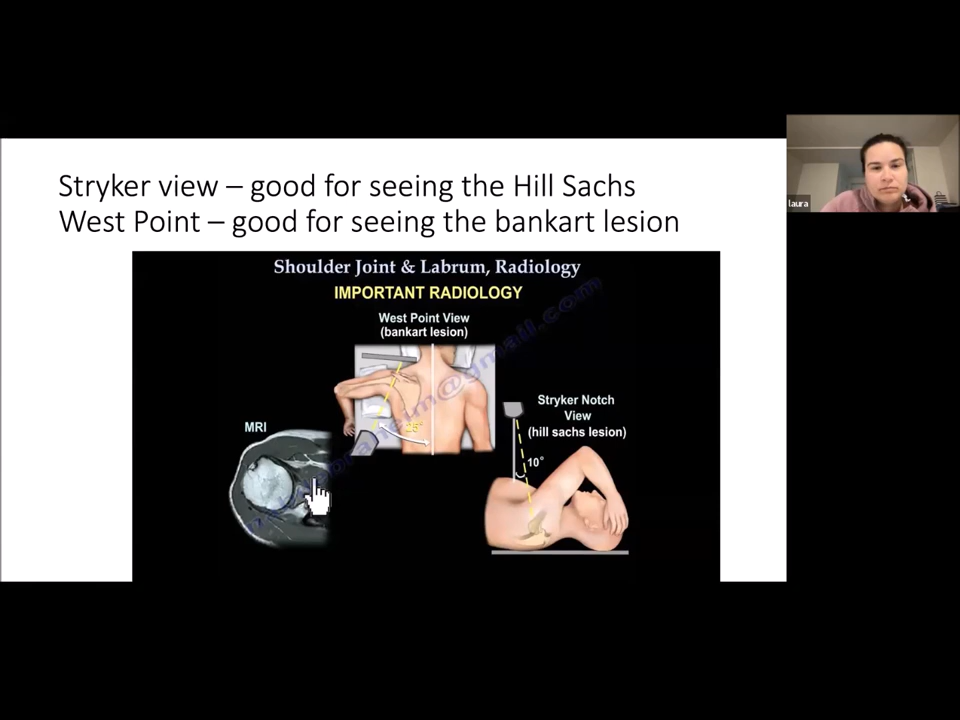 Stryker view – good for seeing the Hill Sachs
West Point – good for seeing the bankart lesion
laura
Shoulder Joint & Labrum, Radiology
IMPORTANT RADIOLOGY
West Point View
(bankart lesion)
25°
MRI
Stryker Notch
View
(hill sachs lesion)
10°